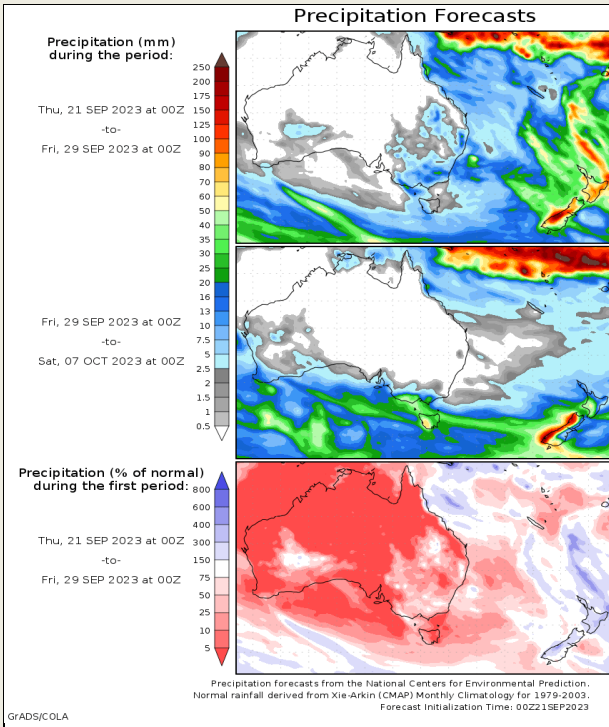 Precipitation Forecasts
Precipitation (mm)
during the period:
Thu, 21 SEP 2023 at 00Z
-to-
Fri, 29 SEP 2023 at 00Z
250
200
175
150
125
100
90
80
70
60
50
40
35
30
25
20
16
13
10
7.5
5
2.5
2
1.5
1
0.5
Fri, 29 SEP 2023 at 00Z
-to-
Sat, 07 OCT 2023 at 00Z
Precipitation (% of normal)
during the first period:
Thu, 21 SEP 2023 at 00Z
-to-
Fri, 29 SEP 2023 at 00Z
800
600
400
300
150
75
50
25
10
5
Precipitation forecasts from the National Centers for Environmental Prediction.
Normal rainfall derived from Xie-Arkin (CMAP) Monthly Climatology for 1979-2003.
Forecast Initialization Time: 00Z21SEP2023
GrADS/COLA